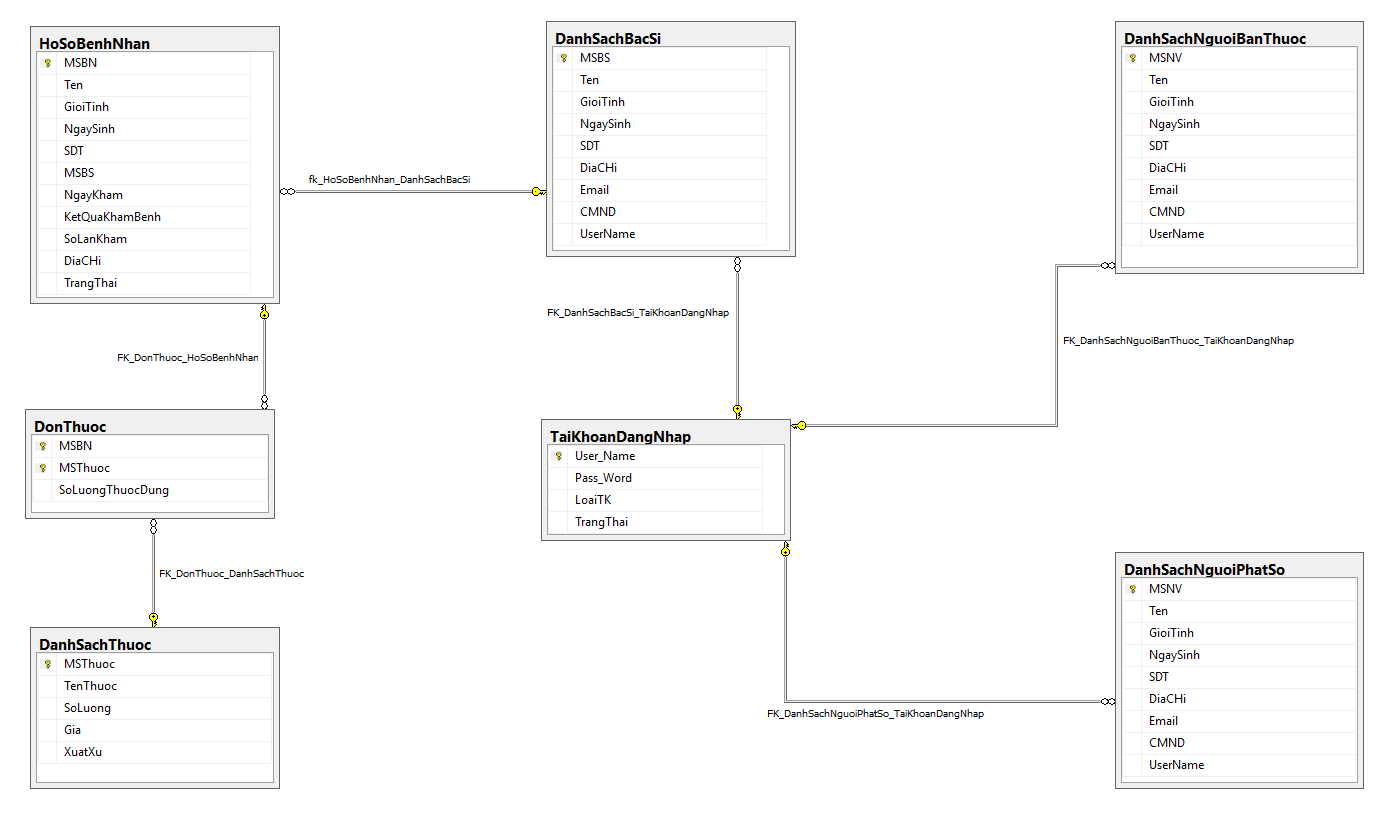 HoSoBenhNhan
MSBN
Ten
GioiTinh
NgaySinh
SDT
MSBS
NgayKham
KetQuaKhamBenh
SoLanKham
DiaCHi
TrangThai
fk_HoSoBenhNhan_DanhSachBacSi
DanhSachBacSi
MSBS
Ten
GioiTinh
NgaySinh
SDT
DiaCHi
Email
CMND
UserName
DanhSachNguoiBanThuoc
MSNV
Ten
GioiTinh
NgaySinh
SDT
DiaCHi
Email
CMND
UserName
FK_DanhSachBacSi_TaiKhoanDangNhap
FK_DanhSachNguoiBanThuoc_TaiKhoanDangNhap
FK_DonThuoc_HoSoBenhNhan
DonThuoc
MSBN
MSThuoc
SoLuongThuocDung
TaiKhoanDangNhap
User_Name
Pass_Word
LoaiTK
TrangThai
FK_DonThuoc_DanhSachThuoc
DanhSachThuoc
MSThuoc
TenThuoc
SoLuong
Gia
XuatXu
FK_DanhSachNguoiPhatSo_TaiKhoanDangNhap
DanhSachNguoiPhatSo
MSNV
Ten
GioiTinh
NgaySinh
SDT
DiaCHi
Email
CMND
UserName